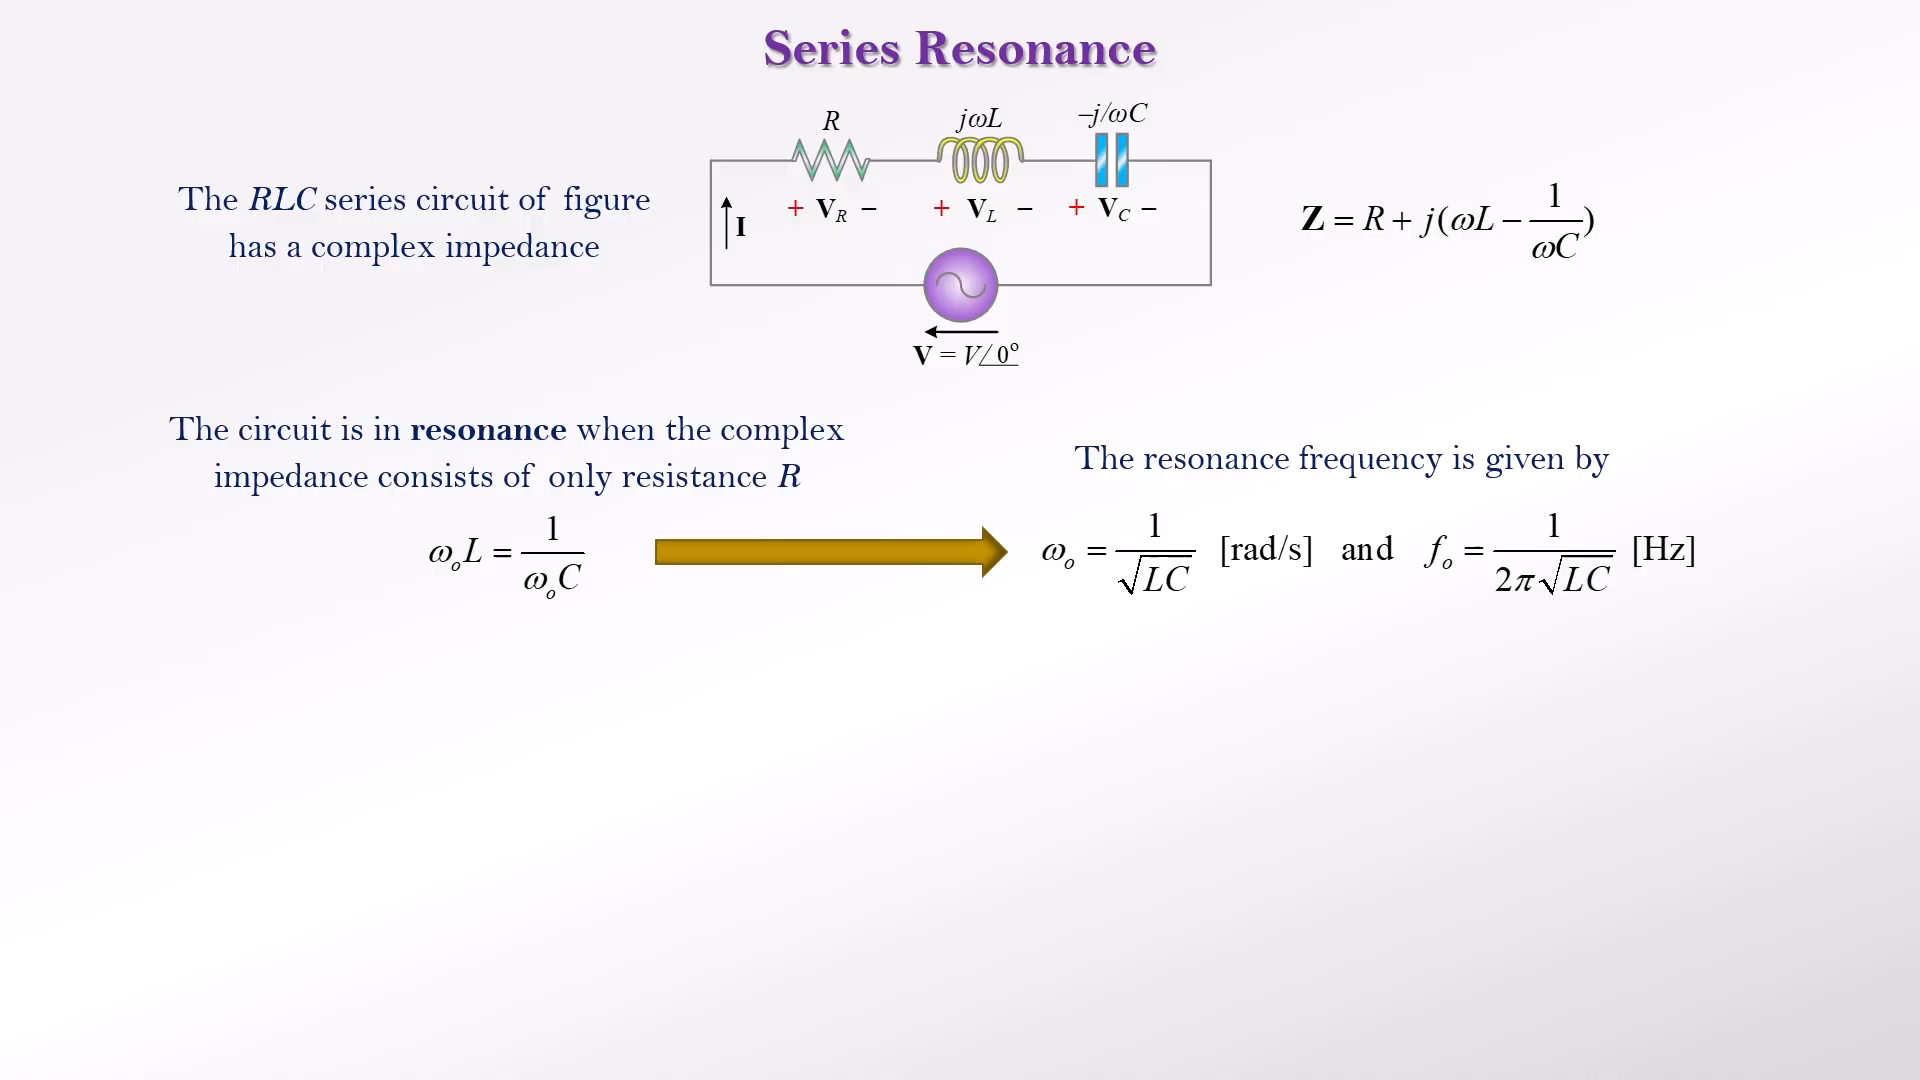 Series Resonance
R
jωL
–j/ωC
The RLC series circuit of figure
has a complex impedance
I
+ V_R –
+ V_L –
+ V_C –
Z = R + j(ωL − 1/ωC)
V = V∠0°
The circuit is in resonance when the complex
impedance consists of only resistance R
ω_o L = 1/ω_o C
The resonance frequency is given by
ω_o = 1/√LC [rad/s] and f_o = 1/2π√LC [Hz]